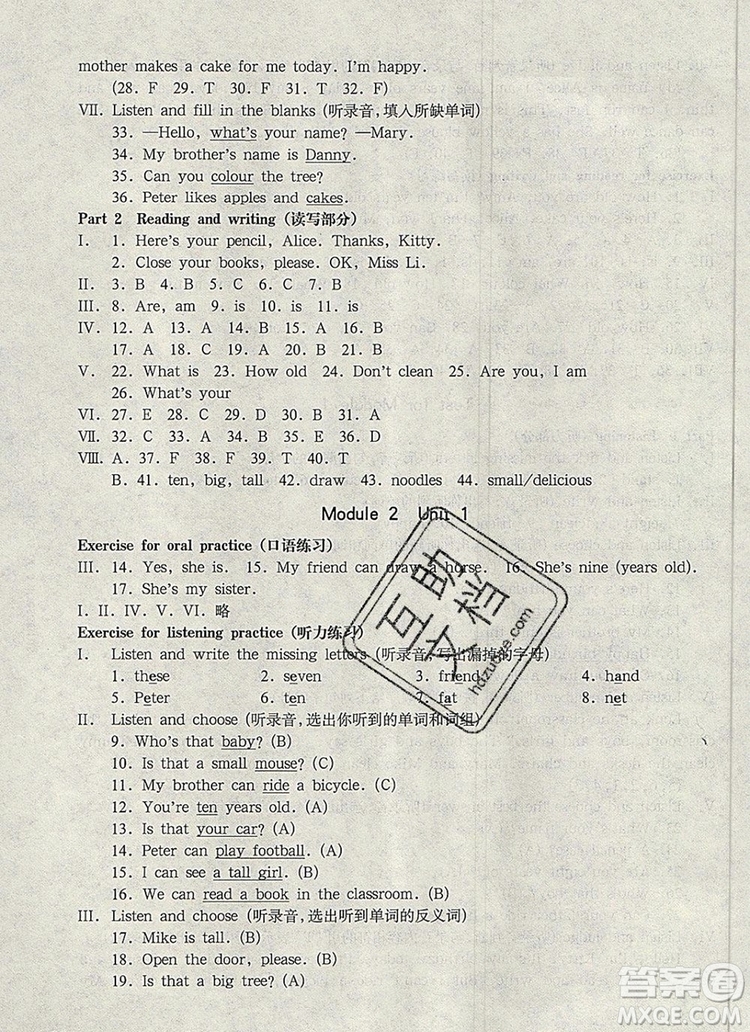 mother makes a cake for me today. I'm happy.
(28. F  29. T  30. F  31. T  32. F)
Ⅶ. Listen and fill in the blanks (听录音,填入所缺单词)
33. —Hello, what's your name? —Mary.
34. My brother's name is Danny.
35. Can you colour the tree?
36. Peter likes apples and cakes.
Part 2  Reading and writing (读写部分)
Ⅰ. 1. Here's your pencil, Alice. Thanks, Kitty.
2. Close your books, please. OK, Miss Li.
Ⅱ. 3. B  4. B  5. C  6. C  7. C
Ⅲ. 8. Are, am  9. is  10. is  11. is
Ⅳ. 12. A  13. A  14. A  15. A  16. B
17. A  18. A  19. C  20. B  21. B
Ⅴ. 22. What is  23. How old  24. Don't clean  25. Are you, I am
26. What's your
Ⅵ. 27. E  28. D  29. C  30. B  31. A
Ⅶ. 32. B  33. C  34. A  35. E  36. D
Ⅷ. A. 37. F  38. F  39. T  40. T
B. 41. ten, big, tall  42. draw  43. noodles  44. small/delicious
Module 2  Unit 1
Exercise for oral practice (口语练习)
Ⅲ. 14. Yes, she is.  15. My friend can draw a horse.  16. She's nine (years old).
17. She's my sister.
Ⅰ. Ⅱ. Ⅳ. Ⅴ. Ⅵ. 略
Exercise for listening practice (听力练习)
Ⅰ. Listen and write the missing letters (听录音,写出漏掉的字母)
1. these  2. seven  3. friend  4. hand
5. Peter  6. ten  7. fat  8. net
Ⅱ. Listen and choose (听录音,选出你听到的单词和词组)
9. Who's that baby? (B)
10. Is that a small mouse? (C)
11. My brother can ride a bicycle. (B)
12. You're ten years old. (A)
13. Is that your car? (A)
14. Peter can play football. (A)
15. I can see a tall girl. (B)
16. We can read a book in the classroom. (B)
Ⅲ. Listen and choose (听录音,选出听到单词的反义词)
17. Mike is tall. (B)
18. Open the door, please. (B)
19. Is that a big tree? (A)
互助文档
hdzuoye.com
答案圈
MXQE.COM